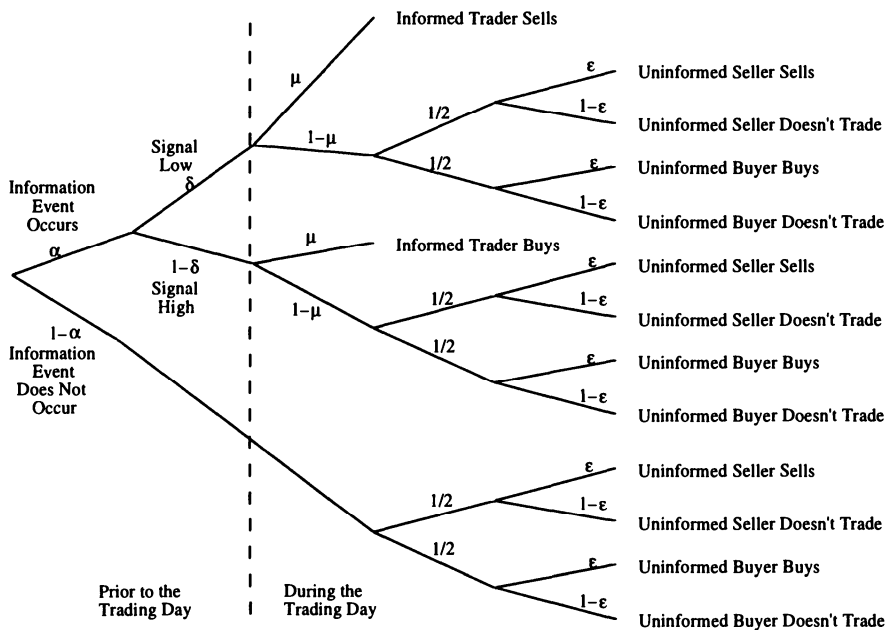 Informed Trader Sells
ε
Uninformed Seller Sells
μ
1/2
1−ε
Uninformed Seller Doesn't Trade
Signal
Low
δ
1−μ
1/2
ε
Uninformed Buyer Buys
Information
Event
Occurs
1−ε
Uninformed Buyer Doesn't Trade
α
μ
Informed Trader Buys
1−δ
Signal
High
ε
Uninformed Seller Sells
1−μ
1/2
1−ε
Uninformed Seller Doesn't Trade
1−α
Information
Event
Does Not
Occur
1/2
ε
Uninformed Buyer Buys
1−ε
Uninformed Buyer Doesn't Trade
ε
Uninformed Seller Sells
1/2
1−ε
Uninformed Seller Doesn't Trade
1/2
ε
Uninformed Buyer Buys
1−ε
Uninformed Buyer Doesn't Trade
Prior to the
Trading Day
During the
Trading Day